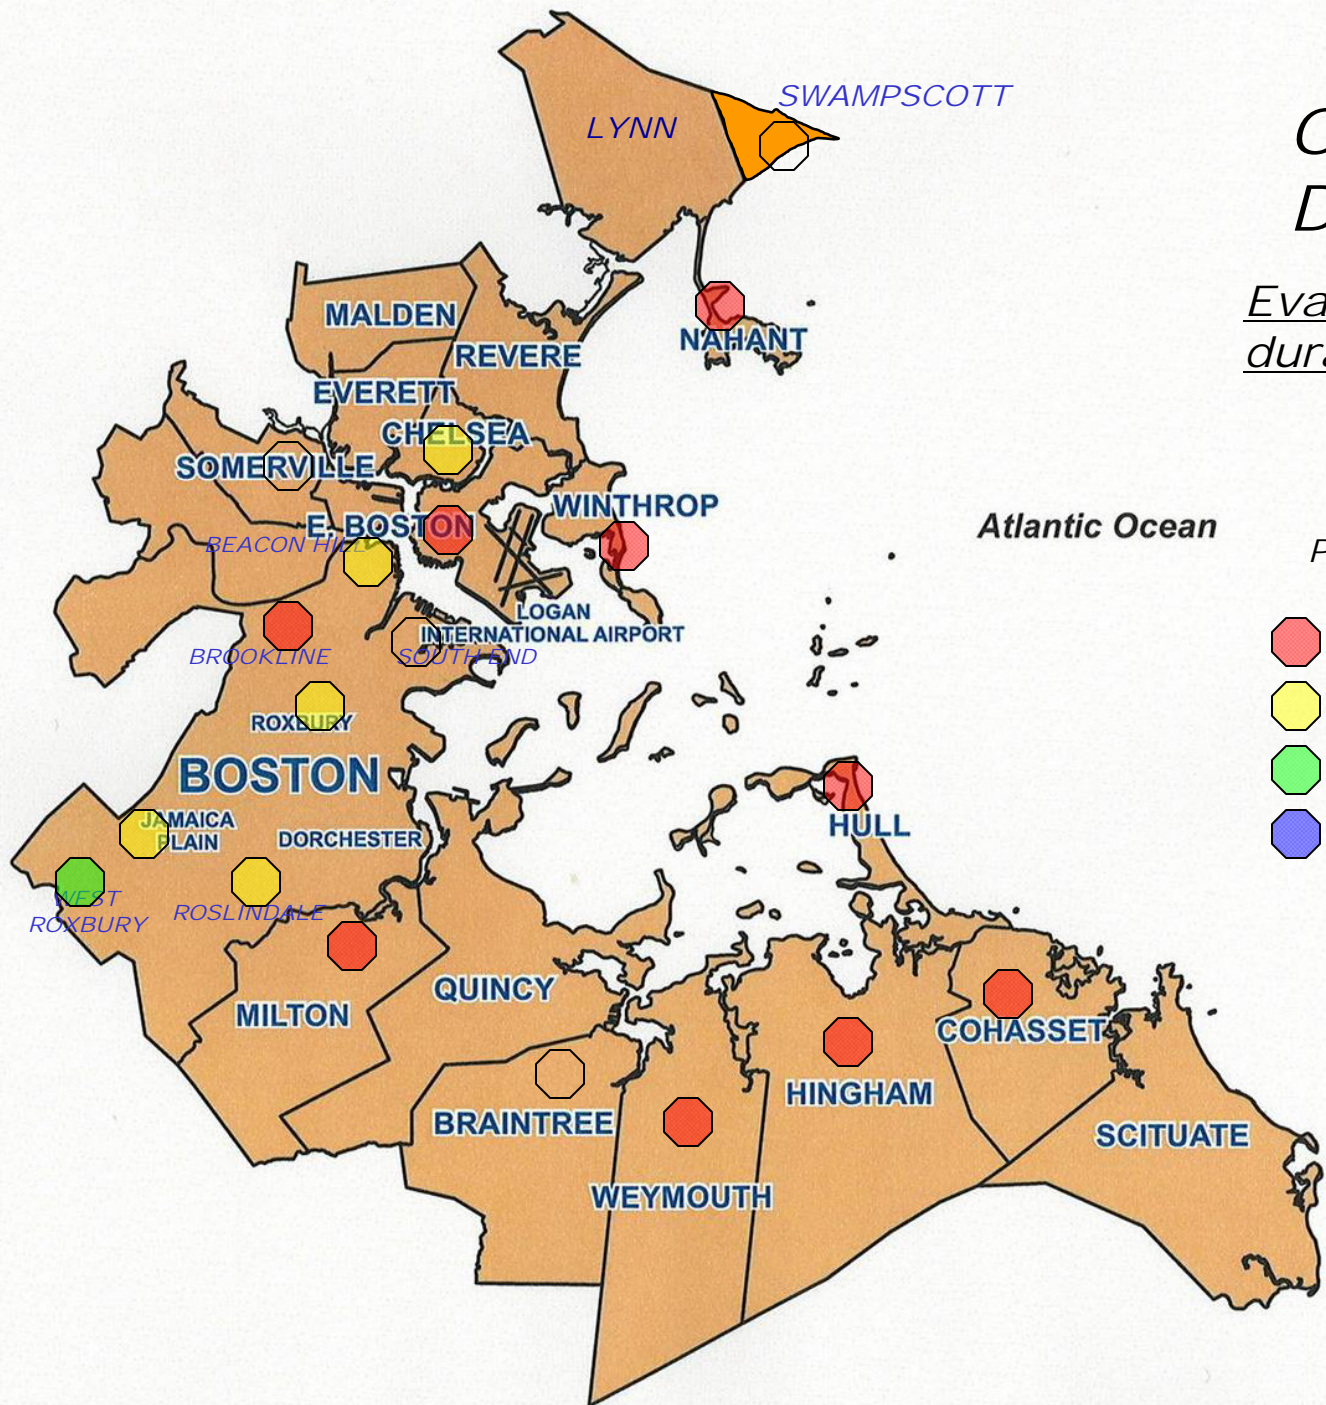 SWAMPSCOTT
LYNN
MALDEN
NAHANT
REVERE
EVERETT
CHELSEA
SOMERVILLE
WINTHROP
E. BOSTON
BEACON HILL
Atlantic Ocean
LOGAN
INTERNATIONAL AIRPORT
BROOKLINE
SOUTH END
ROXBURY
BOSTON
JAMAICA
PLAIN
DORCHESTER
HULL
WEST
ROXBURY
ROSLINDALE
QUINCY
MILTON
COHASSET
HINGHAM
BRAINTREE
SCITUATE
WEYMOUTH